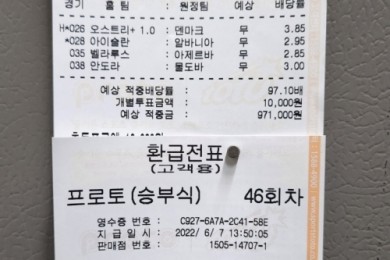 경기 홀 팀 : 원정팀 예상 배당률
H*026 오스트리+ 1.0 : 덴마크 무 3.85
*028 아이슬란 : 알바니아 무 2.95
035 벨라루스 : 아제르바 무 2.85
038 안도라 : 몰도바 무 3.00
예상 적중배당률 : 97.10배
개별투표금액 : 10,000원
예상 적중금 : 971,000원
환급전표
(고객용)
프로토(승부식) 46회차
영수증 번호 : C927-6A7A-2C41-58E
지 급 일 시 : 2022/ 6/ 7 13:50:05
판매점 번호 : 1505-14707-1